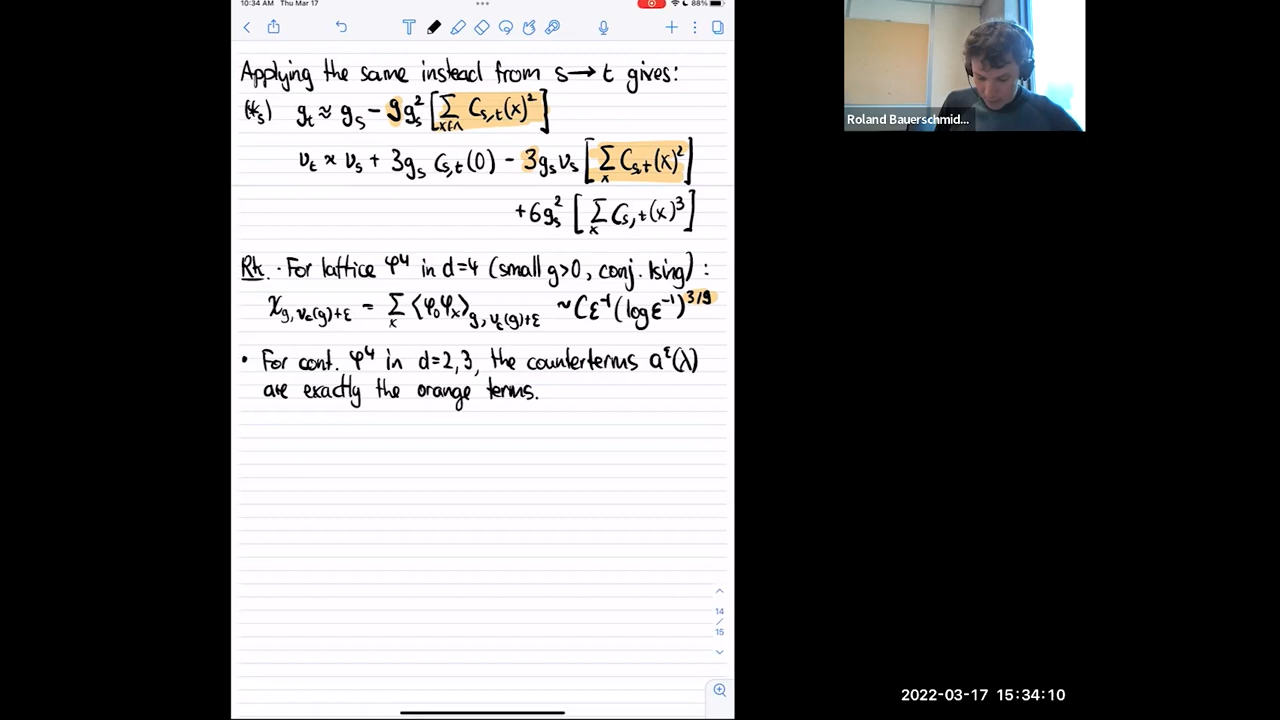 10:34 AM Thu Mar 17
88%
Applying the same instead from s → t gives:
(*s) g_t ≈ g_s − 9g_s² [∑_{x∈Λ} C_{s,t}(x)²]
ν_t ≈ ν_s + 3g_s C_{s,t}(0) − 3g_s ν_s [∑_x C_{s,t}(x)²]
+6g_s² [∑_x C_{s,t}(x)³]
Rk. · For lattice φ⁴ in d=4 (small g>0, conj. Ising):
χ_{g,ν_c(g)+ε} = ∑_x ⟨φ_0 φ_x⟩_{g,ν_c(g)+ε} ~ Cε⁻¹(log ε⁻¹)^{3/9}
• For cont. φ⁴ in d=2,3, the counterterms a^ε(λ)
are exactly the orange terms.
14
/
15
Roland Bauerschmid...
2022-03-17 15:34:10